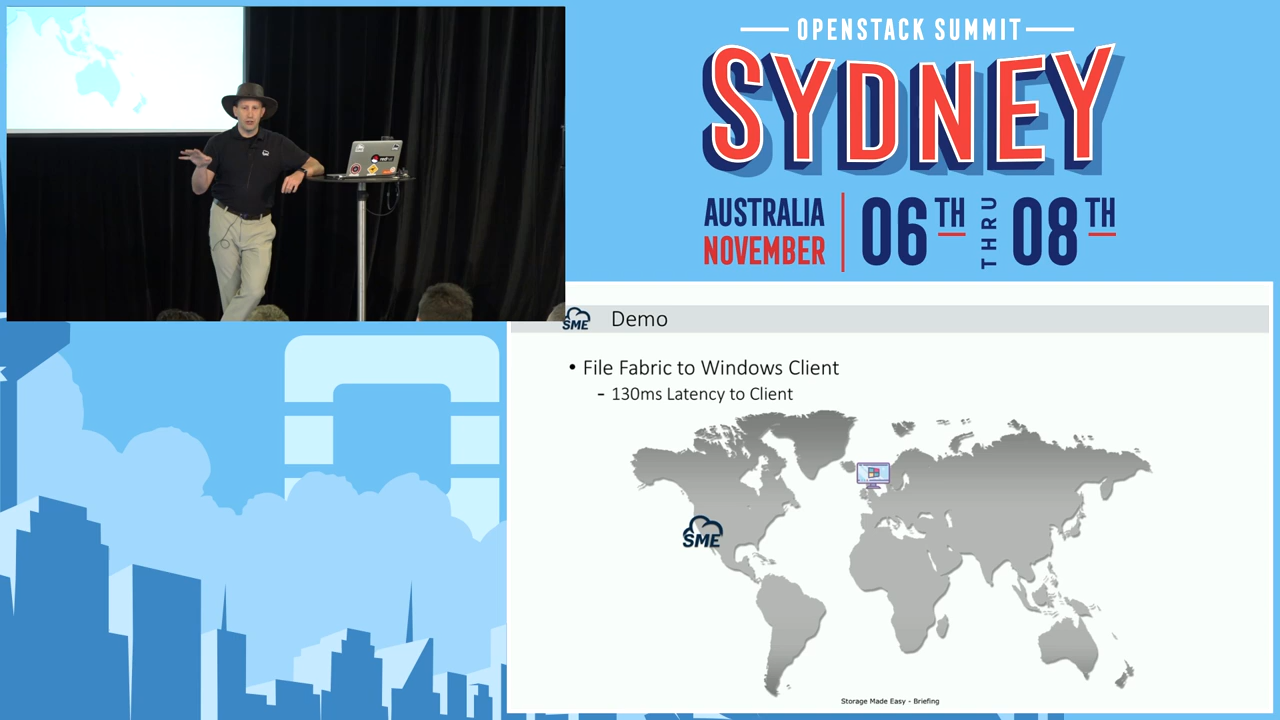 OPENSTACK SUMMIT
SYDNEY
AUSTRALIA
NOVEMBER
06TH THRU 08TH
SME
Demo
• File Fabric to Windows Client
- 130ms Latency to Client
SME
Storage Made Easy - Briefing